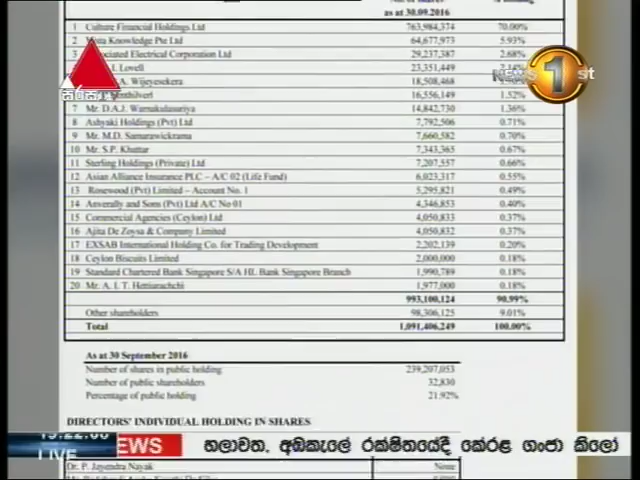 as at 30.09.2016
1 Culture Financial Holdings Ltd 763,984,374 70.00%
2 Vista Knowledge Pte Ltd 64,677,973 5.93%
3 Associated Electrical Corporation Ltd 29,237,387 2.68%
Lovell 23,351,449 2.14%
A. Wijeyesekera 18,508,468
16,556,149 1.52%
7 Mr. D.A.J. Warnakulasuriya 14,842,730 1.36%
8 Ashyaki Holdings (Pvt) Ltd 7,792,506 0.71%
9 Mr. M.D. Samarawickrama 7,660,582 0.70%
10 Mr. S.P. Khattar 7,343,365 0.67%
11 Sterling Holdings (Private) Ltd 7,207,557 0.66%
12 Asian Alliance Insurance PLC – A/C 02 (Life Fund) 6,023,317 0.55%
13 Rosewood (Pvt) Limited – Account No. 1 5,295,821 0.49%
14 Anverally and Sons (Pvt) Ltd A/C No 01 4,346,853 0.40%
15 Commercial Agencies (Ceylon) Ltd 4,050,833 0.37%
16 Ajita De Zoysa & Company Limited 4,050,832 0.37%
17 EXSAB International Holding Co. for Trading Development 2,202,139 0.20%
18 Ceylon Biscuits Limited 2,000,000 0.18%
19 Standard Chartered Bank Singapore S/A HL Bank Singapore Branch 1,990,789 0.18%
20 Mr. A. I. T. Hettiarachchi 1,977,000 0.18%
993,100,124 90.99%
Other shareholders 98,306,125 9.01%
Total 1,091,406,249 100.00%
As at 30 September 2016
Number of shares in public holding 239,207,053
Number of public shareholders 32,830
Percentage of public holding 21.92%
DIRECTORS' INDIVIDUAL HOLDING IN SHARES
Dr. P. Jayendra Nayak None
සිරස
NEWS 1st
LIVE
NEWS
හලාවත, අඹකැලේ රක්ෂිතයේදී කේරළ ගංජා කිලෝ